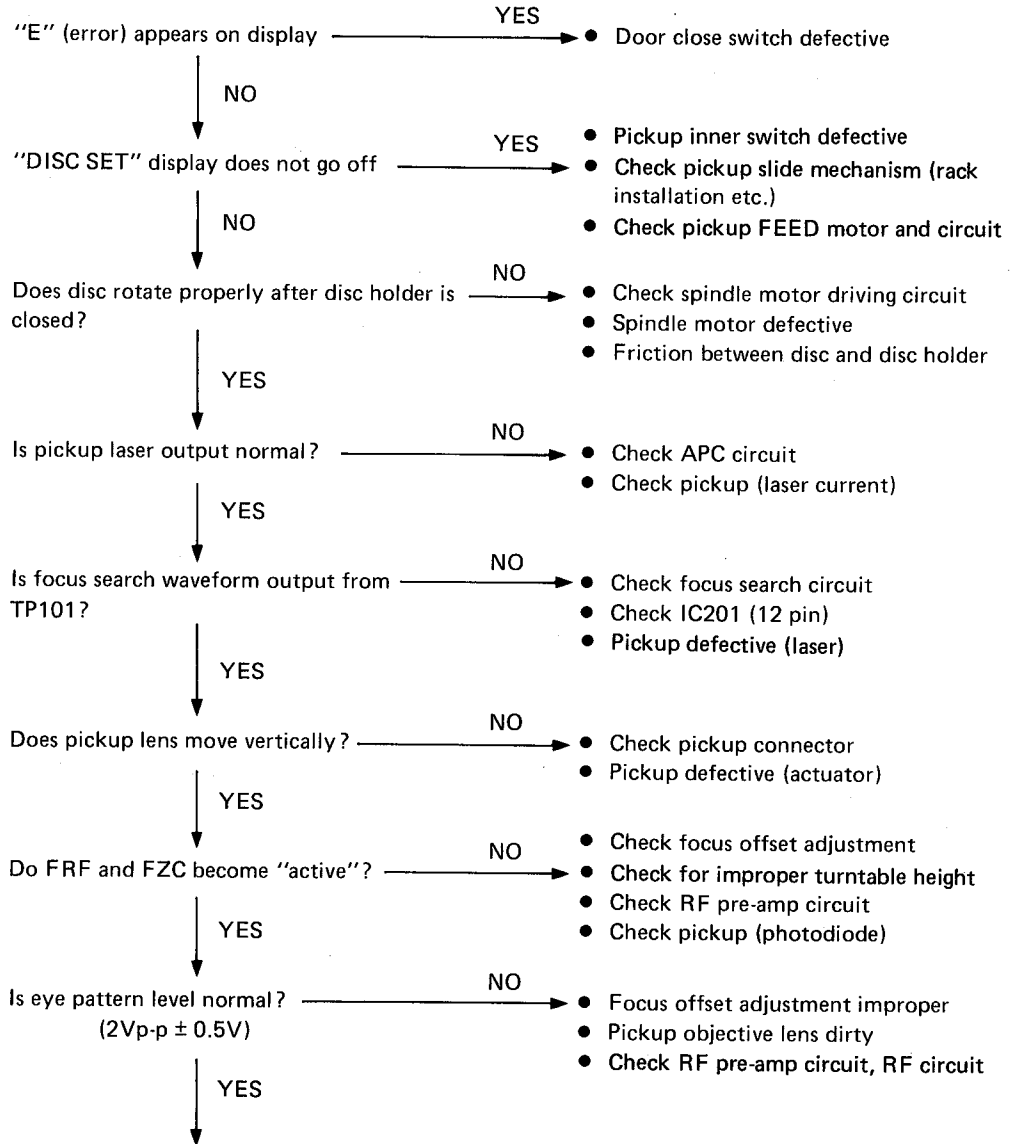 "E" (error) appears on display
YES
● Door close switch defective
NO
"DISC SET" display does not go off
YES
● Pickup inner switch defective
● Check pickup slide mechanism (rack
installation etc.)
● Check pickup FEED motor and circuit
NO
Does disc rotate properly after disc holder is
closed?
NO
● Check spindle motor driving circuit
● Spindle motor defective
● Friction between disc and disc holder
YES
Is pickup laser output normal?
NO
● Check APC circuit
● Check pickup (laser current)
YES
Is focus search waveform output from
TP101?
NO
● Check focus search circuit
● Check IC201 (12 pin)
● Pickup defective (laser)
YES
Does pickup lens move vertically?
NO
● Check pickup connector
● Pickup defective (actuator)
YES
Do FRF and FZC become "active"?
NO
● Check focus offset adjustment
● Check for improper turntable height
● Check RF pre-amp circuit
● Check pickup (photodiode)
YES
Is eye pattern level normal?
(2Vp-p ± 0.5V)
NO
● Focus offset adjustment improper
● Pickup objective lens dirty
● Check RF pre-amp circuit, RF circuit
YES